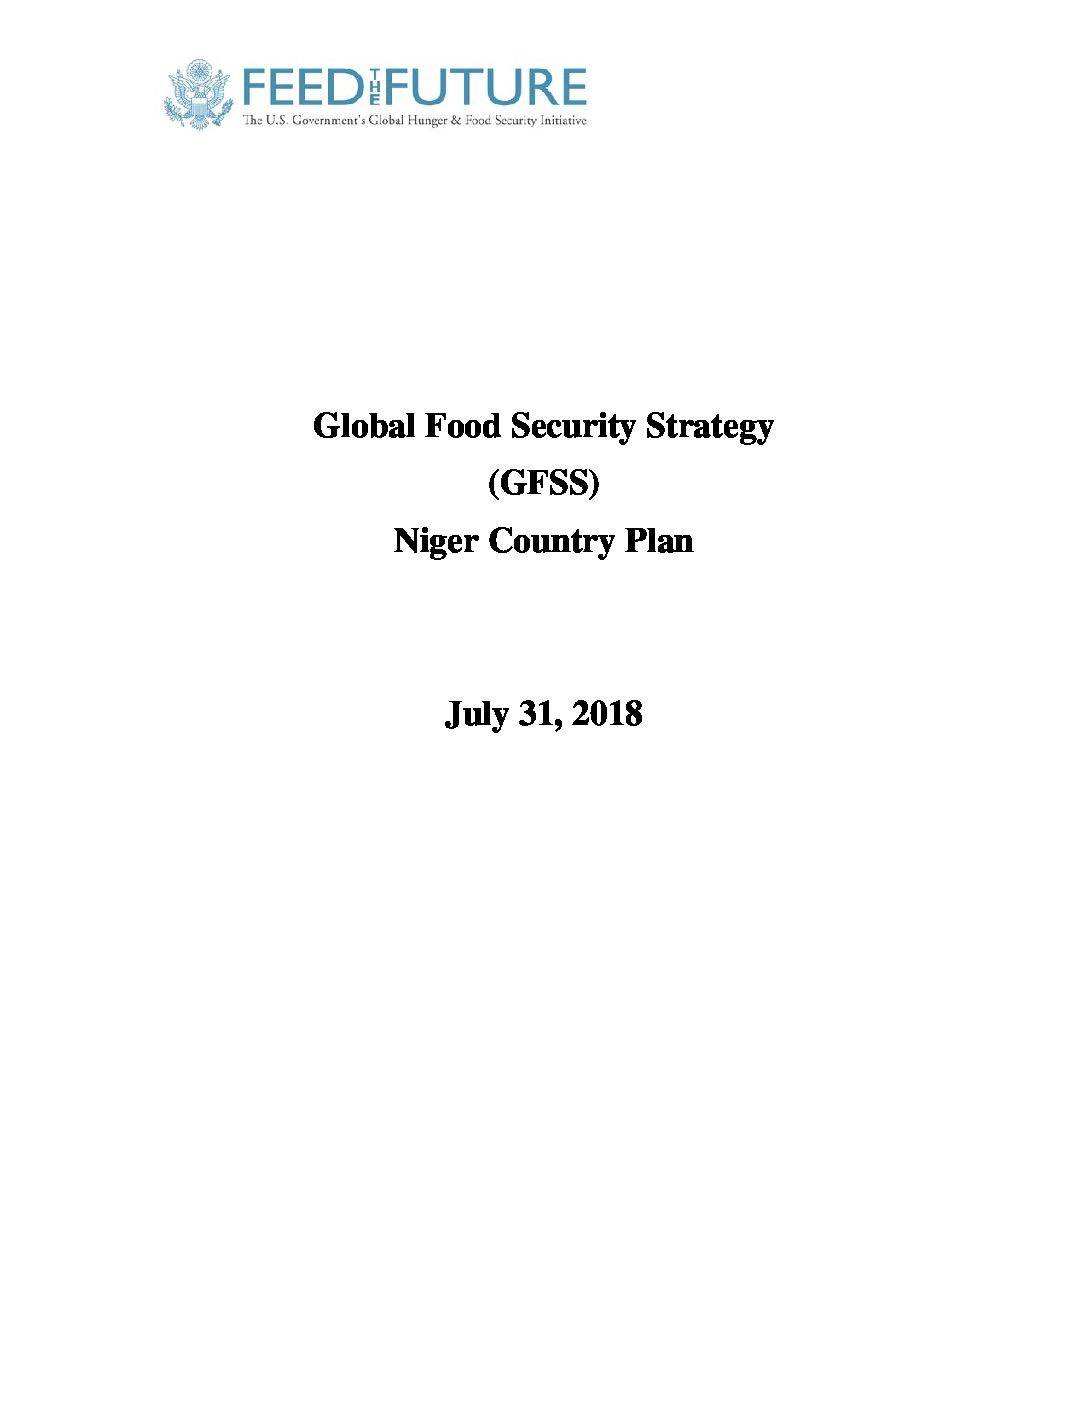 FEED THE FUTURE
The U.S. Government's Global Hunger & Food Security Initiative
Global Food Security Strategy
(GFSS)
Niger Country Plan
July 31, 2018